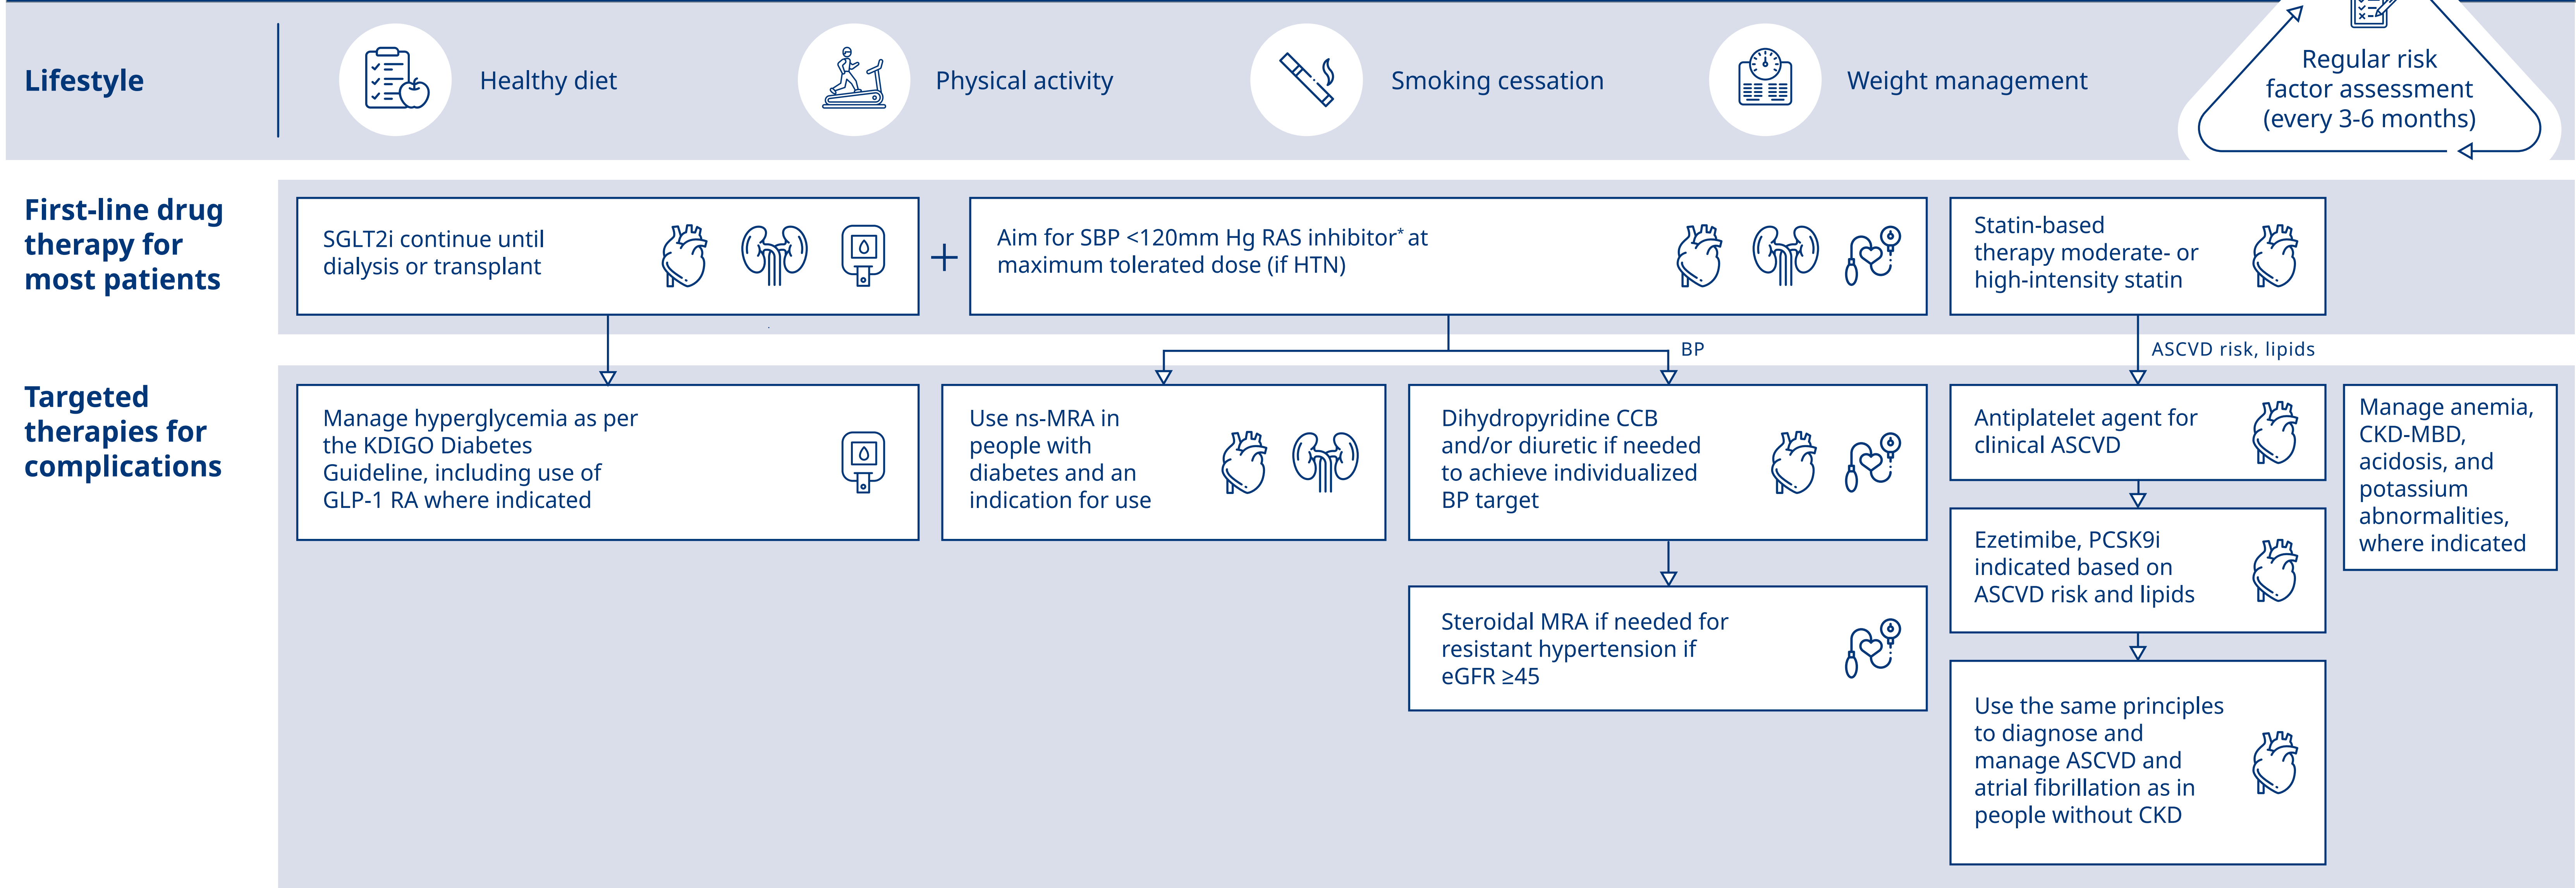 Lifestyle
Healthy diet
Physical activity
Smoking cessation
Weight management
Regular risk
factor assessment
(every 3-6 months)
First-line drug
therapy for
most patients
SGLT2i continue until
dialysis or transplant
+
Aim for SBP <120mm Hg RAS inhibitor* at
maximum tolerated dose (if HTN)
Statin-based
therapy moderate- or
high-intensity statin
BP
ASCVD risk, lipids
Targeted
therapies for
complications
Manage hyperglycemia as per
the KDIGO Diabetes
Guideline, including use of
GLP-1 RA where indicated
Use ns-MRA in
people with
diabetes and an
indication for use
Dihydropyridine CCB
and/or diuretic if needed
to achieve individualized
BP target
Antiplatelet agent for
clinical ASCVD
Manage anemia,
CKD-MBD,
acidosis, and
potassium
abnormalities,
where indicated
Ezetimibe, PCSK9i
indicated based on
ASCVD risk and lipids
Steroidal MRA if needed for
resistant hypertension if
eGFR ≥45
Use the same principles
to diagnose and
manage ASCVD and
atrial fibrillation as in
people without CKD